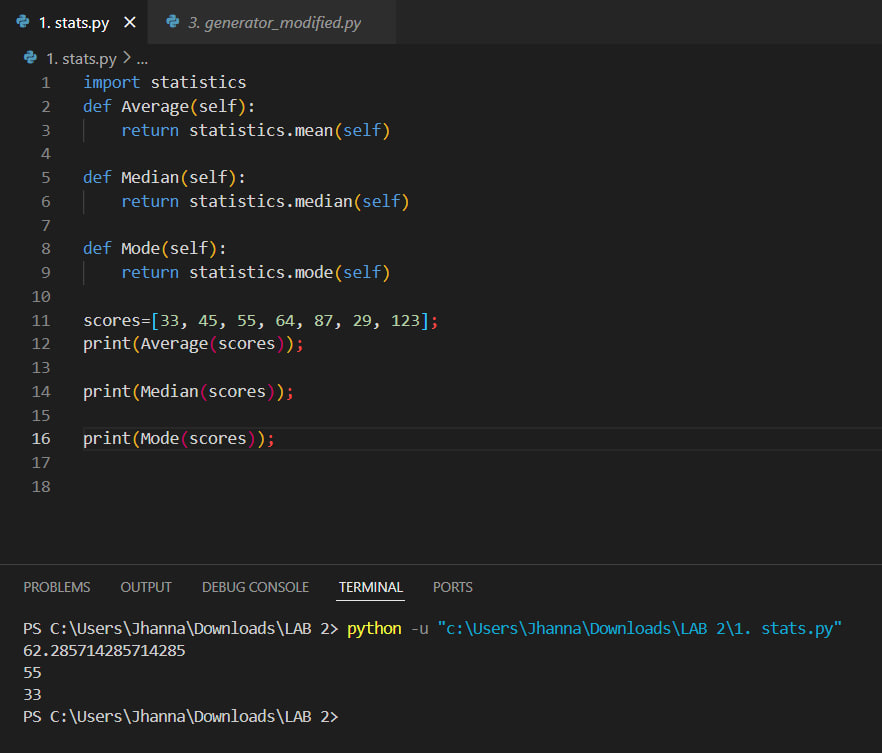 1. stats.py × 3. generator_modified.py
1. stats.py > ...
1 import statistics
2 def Average(self):
3     return statistics.mean(self)
4
5 def Median(self):
6     return statistics.median(self)
7
8 def Mode(self):
9     return statistics.mode(self)
10
11 scores=[33, 45, 55, 64, 87, 29, 123];
12 print(Average(scores));
13
14 print(Median(scores));
15
16 print(Mode(scores));
17
18
PROBLEMS OUTPUT DEBUG CONSOLE TERMINAL PORTS
PS C:\Users\Jhanna\Downloads\LAB 2> python -u "c:\Users\Jhanna\Downloads\LAB 2\1. stats.py"
62.285714285714285
55
33
PS C:\Users\Jhanna\Downloads\LAB 2>